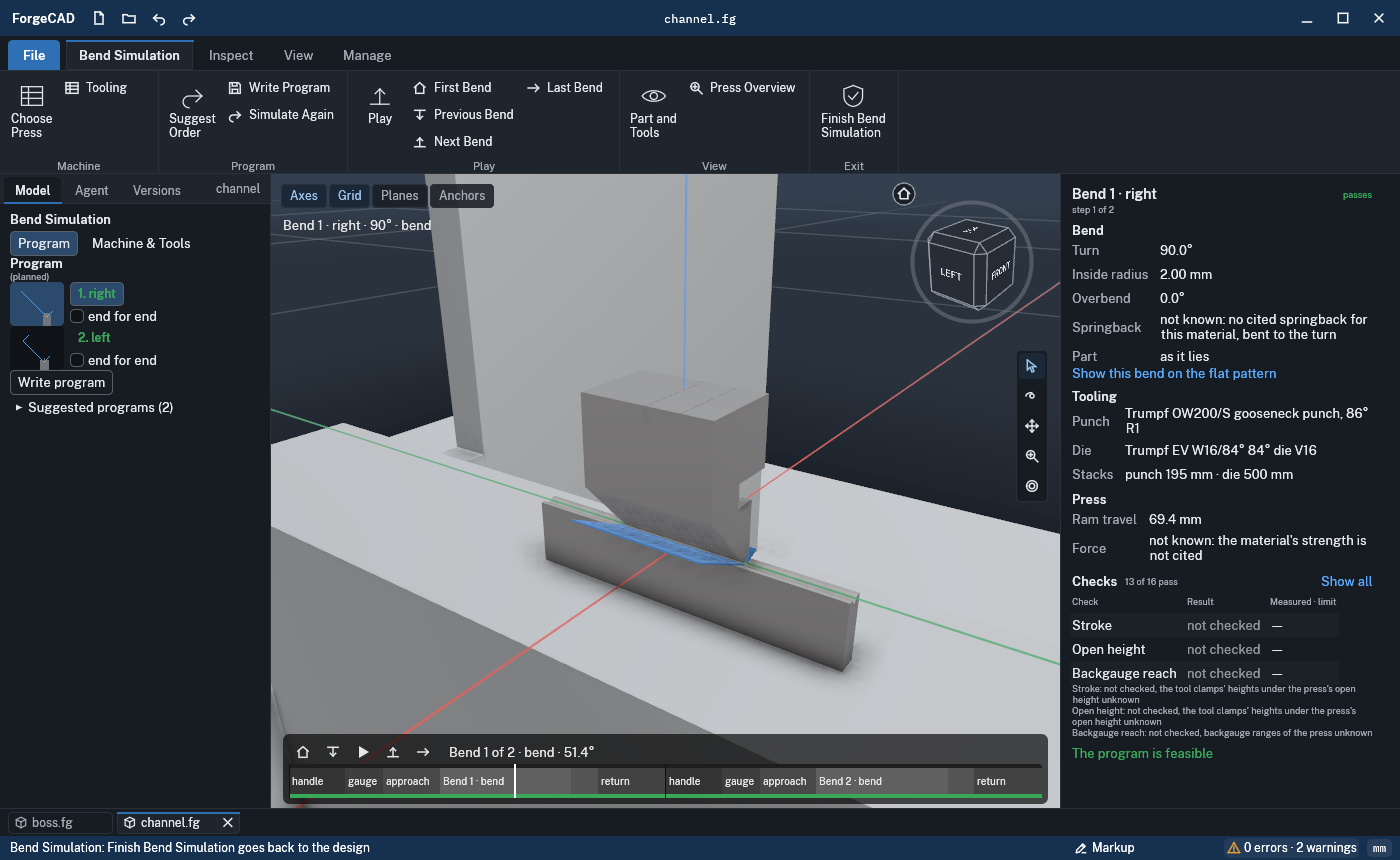 ForgeCAD
channel.fg
File
Bend Simulation
Inspect
View
Manage
Choose Press
Tooling
Machine
Suggest Order
Write Program
Simulate Again
Program
Play
First Bend
Previous Bend
Next Bend
Last Bend
Play
Part and Tools
Press Overview
View
Finish Bend Simulation
Exit
Model
Agent
Versions
channel
Bend Simulation
Program
Machine & Tools
Program
(planned)
1. right
end for end
2. left
end for end
Write program
Suggested programs (2)
Axes
Grid
Planes
Anchors
Bend 1 · right · 90° · bend
LEFT
FRONT
Bend 1 of 2 · bend · 51.4°
handle
gauge
approach
Bend 1 · bend
return
handle
gauge
approach
Bend 2 · bend
return
Bend 1 · right
passes
step 1 of 2
Bend
Turn 90.0°
Inside radius 2.00 mm
Overbend 0.0°
Springback not known: no cited springback for
this material, bent to the turn
Part as it lies
Show this bend on the flat pattern
Tooling
Punch Trumpf OW200/S gooseneck punch, 86°
R1
Die Trumpf EV W16/84° 84° die V16
Stacks punch 195 mm · die 500 mm
Press
Ram travel 69.4 mm
Force not known: the material's strength is
not cited
Checks 13 of 16 pass Show all
Check Result Measured · limit
Stroke not checked —
Open height not checked —
Backgauge reach not checked —
Stroke: not checked, the tool clamps' heights under the press's open
height unknown
Open height: not checked, the tool clamps' heights under the press's
open height unknown
Backgauge reach: not checked, backgauge ranges of the press unknown
The program is feasible
boss.fg
channel.fg
Bend Simulation: Finish Bend Simulation goes back to the design
Markup
0 errors · 2 warnings
mm